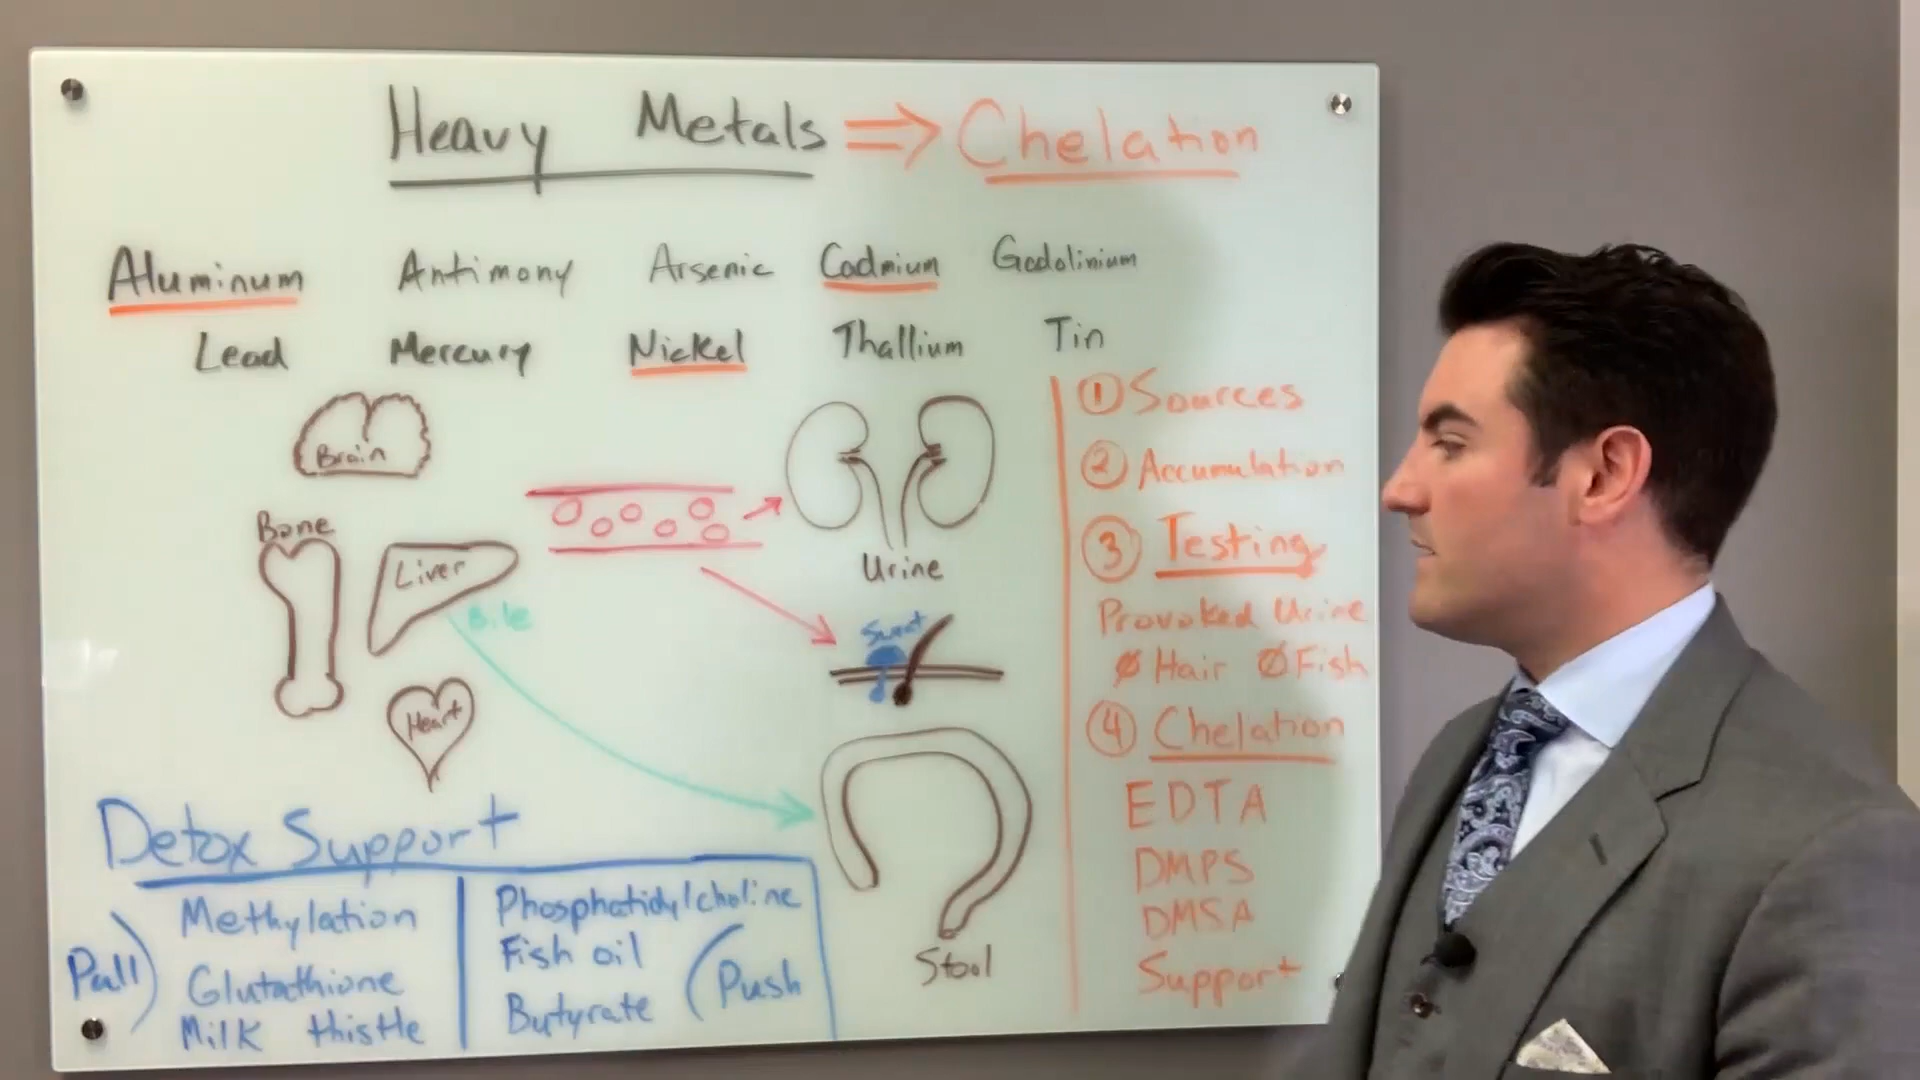 Heavy Metals ⇒ Chelation
Aluminum Antimony Arsenic Cadmium Gadolinium
Lead Mercury Nickel Thallium Tin
Brain
Bone
Liver
Bile
Heart
Urine
Sweat
Stool
① Sources
② Accumulation
③ Testing
Provoked Urine
Ø Hair Ø Fish
④ Chelation
EDTA
DMPS
DMSA
Support
Detox Support
Pull)
Methylation
Glutathione
Milk thistle
Phosphatidylcholine
Fish oil
Butyrate
(Push